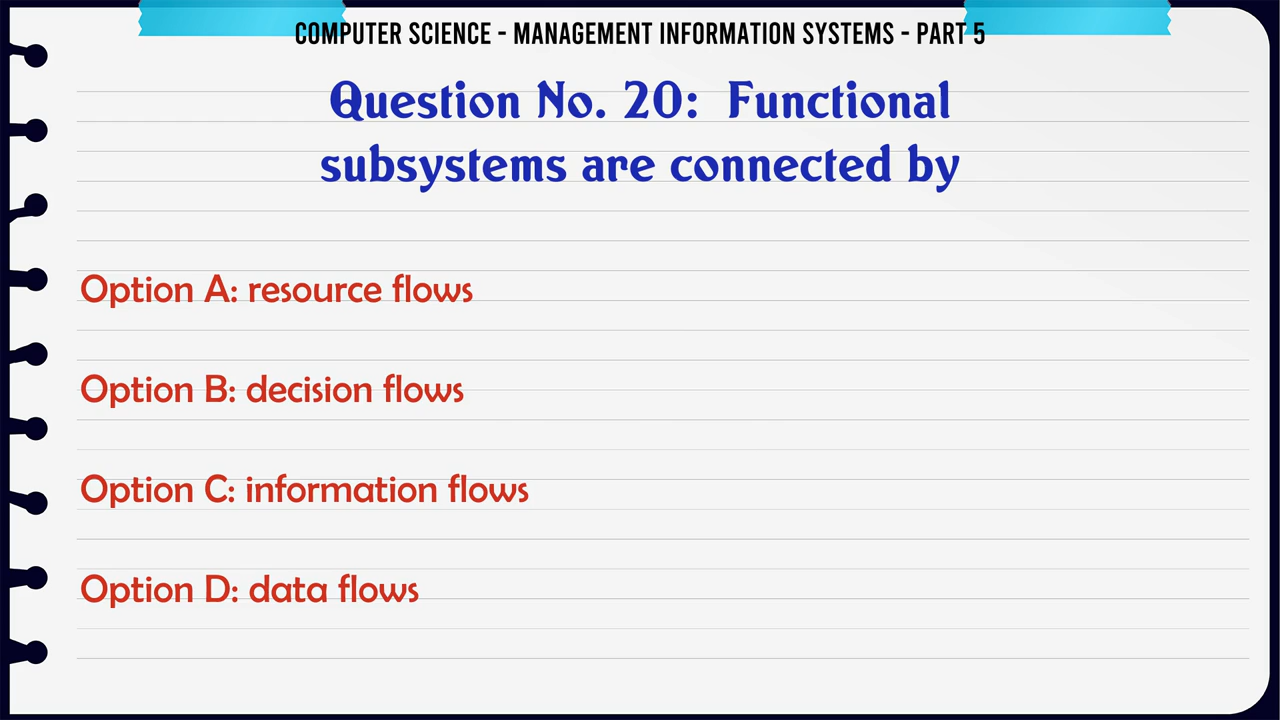 COMPUTER SCIENCE - MANAGEMENT INFORMATION SYSTEMS - PART 5
Question No. 20: Functional
subsystems are connected by
Option A: resource flows
Option B: decision flows
Option C: information flows
Option D: data flows